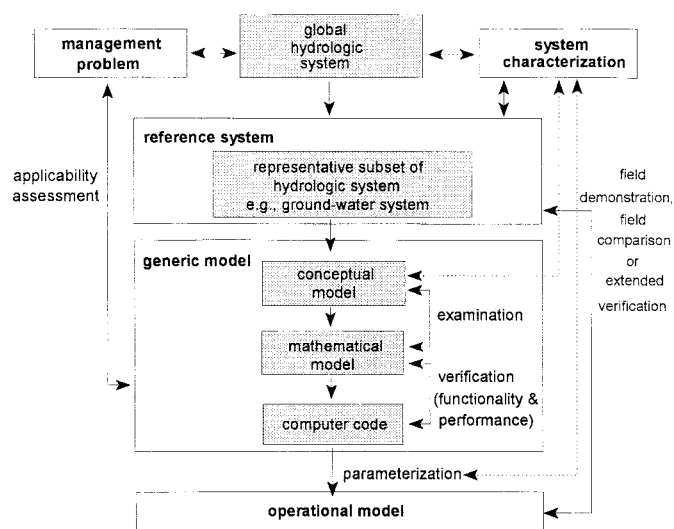 management
problem
global
hydrologic
system
system
characterization
reference system
representative subset of
hydrologic system
e.g., ground-water system
applicability
assessment
field
demonstration,
field
comparison
or
extended
verification
generic model
conceptual
model
examination
mathematical
model
verification
(functionality &
performance)
computer code
parameterization
operational model